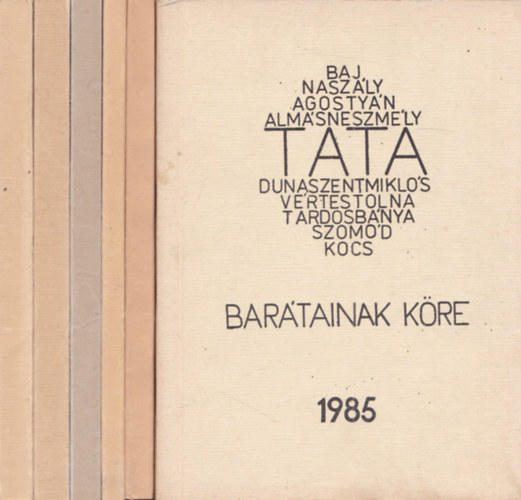 BAJ,
NASZÁLY
AGOSTYÁN
ALMÁSNESZMÉLY
TATA
DUNASZENTMIKLÓS
VÉRTESTOLNA
TARDOSBÁNYA
SZOMÓD
KOCS
BARÁTAINAK KÖRE
1985